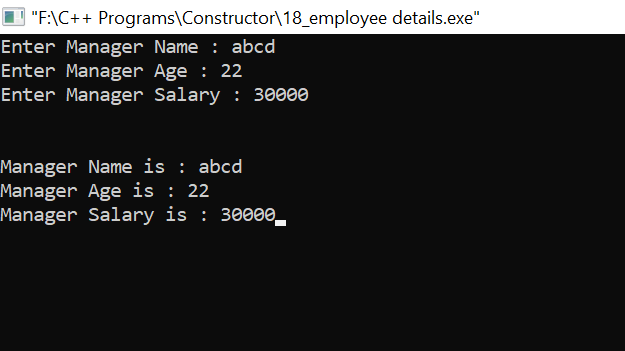 "F:\C++ Programs\Constructor\18_employee details.exe"
Enter Manager Name : abcd
Enter Manager Age : 22
Enter Manager Salary : 30000
Manager Name is : abcd
Manager Age is : 22
Manager Salary is : 30000